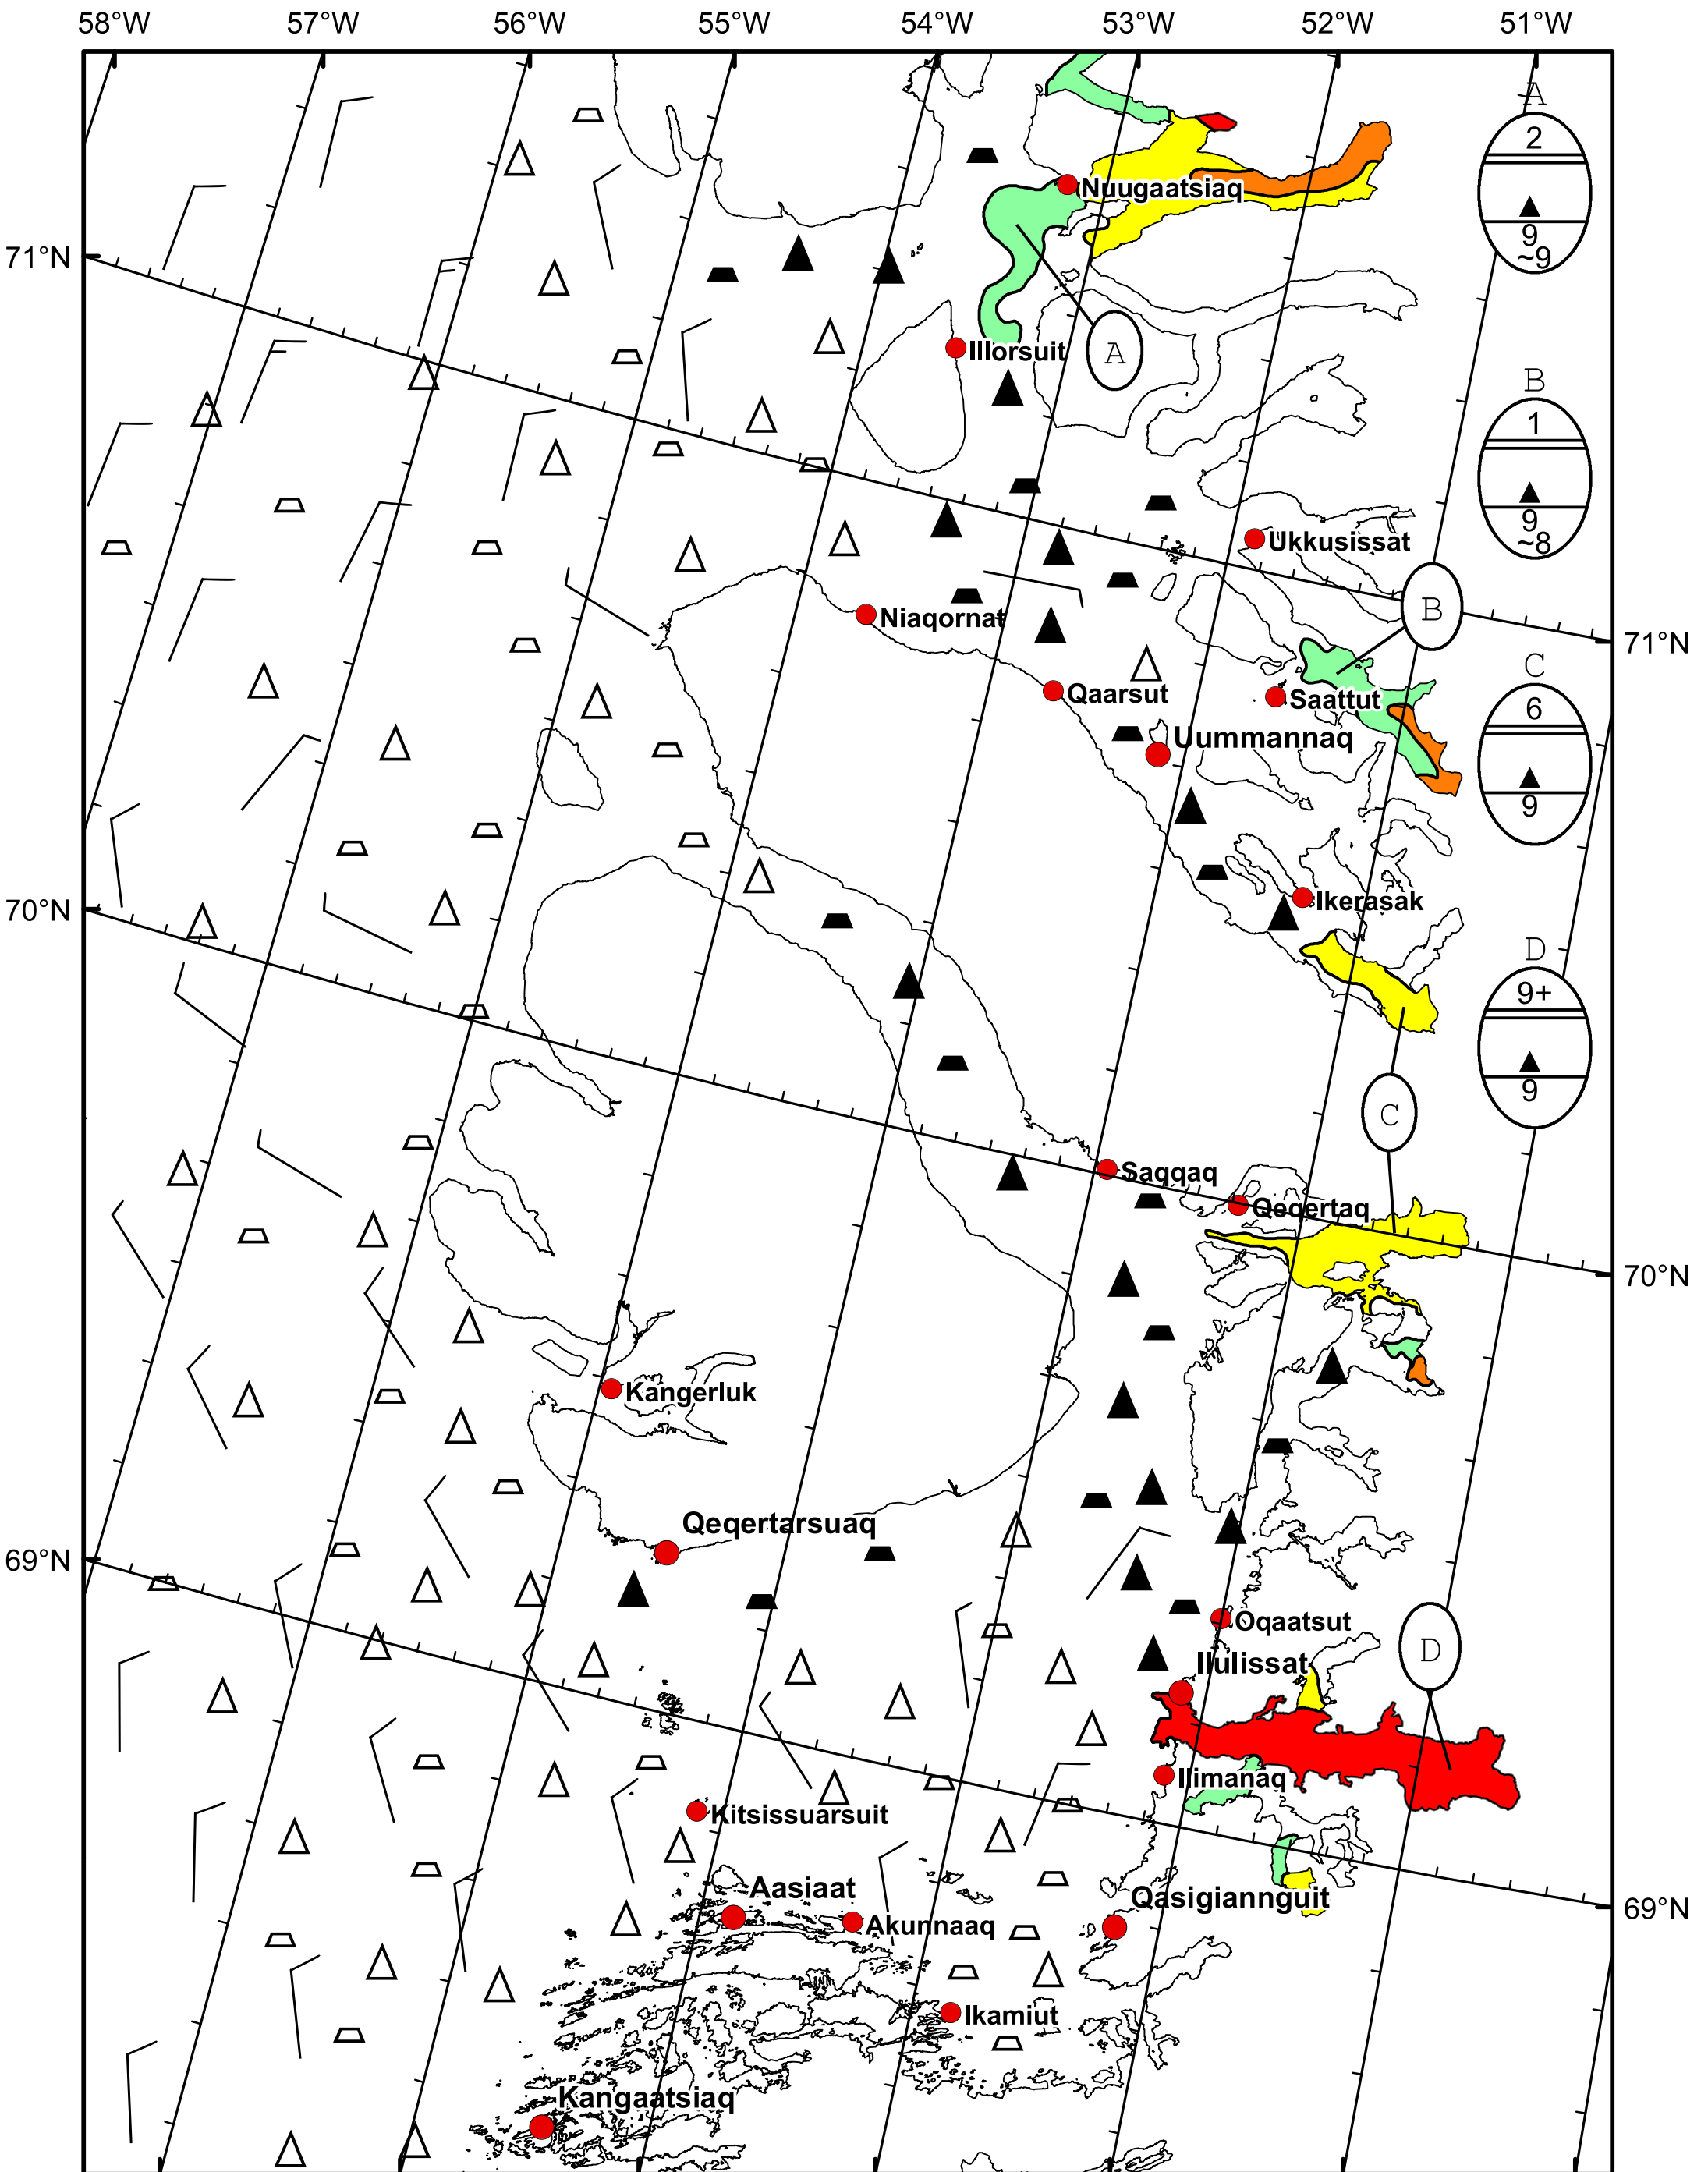 58°W 57°W 56°W 55°W 54°W 53°W 52°W 51°W
A
2
9
~9
Nuugaatsiaq
71°N
Illorsuit
A
B
1
9
~8
Ukkusissat
B
Niaqornat
71°N
C
6
9
Qaarsut
Saattut
Uummannaq
Ikerasak
70°N
D
9+
9
C
Saqqaq
Qeqertaq
70°N
Kangerluk
Qeqertarsuaq
69°N
Oqaatsut
D
Ilulissat
Ilimanaq
Kitsissuarsuit
Aasiaat
Qasigiannguit
69°N
Akunnaaq
Ikamiut
Kangaatsiaq